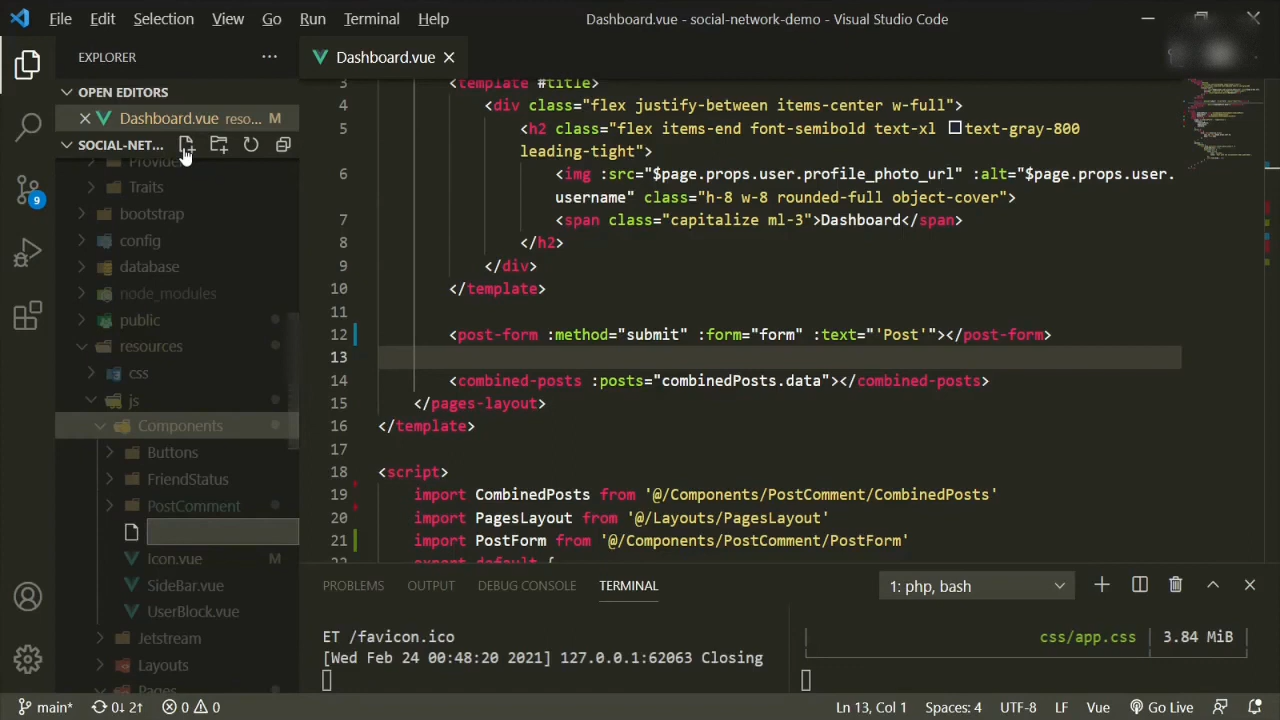 File Edit Selection View Go Run Terminal Help
Dashboard.vue - social-network-demo - Visual Studio Code
EXPLORER
Dashboard.vue
OPEN EDITORS
Dashboard.vue reso... M
SOCIAL-NET...
Providers
Traits
bootstrap
config
database
node_modules
public
resources
css
js
Components
Buttons
FriendStatus
PostComment
Icon.vue M
SideBar.vue
UserBlock.vue
Jetstream
Layouts
Pages
9
3 <template #title>
4 <div class="flex justify-between items-center w-full">
5 <h2 class="flex items-end font-semibold text-xl text-gray-800
leading-tight">
6 <img :src="$page.props.user.profile_photo_url" :alt="$page.props.user.
username" class="h-8 w-8 rounded-full object-cover">
7 <span class="capitalize ml-3">Dashboard</span>
8 </h2>
9 </div>
10 </template>
11
12 <post-form :method="submit" :form="form" :text="'Post'"></post-form>
13
14 <combined-posts :posts="combinedPosts.data"></combined-posts>
15 </pages-layout>
16 </template>
17
18 <script>
19 import CombinedPosts from '@/Components/PostComment/CombinedPosts'
20 import PagesLayout from '@/Layouts/PagesLayout'
21 import PostForm from '@/Components/PostComment/PostForm'
22 export default {
PROBLEMS OUTPUT DEBUG CONSOLE TERMINAL
1: php, bash
ET /favicon.ico
[Wed Feb 24 00:48:20 2021] 127.0.0.1:62063 Closing
css/app.css | 3.84 MiB
main* 0↓ 2↑ 0 0
Ln 13, Col 1 Spaces: 4 UTF-8 LF Vue Go Live